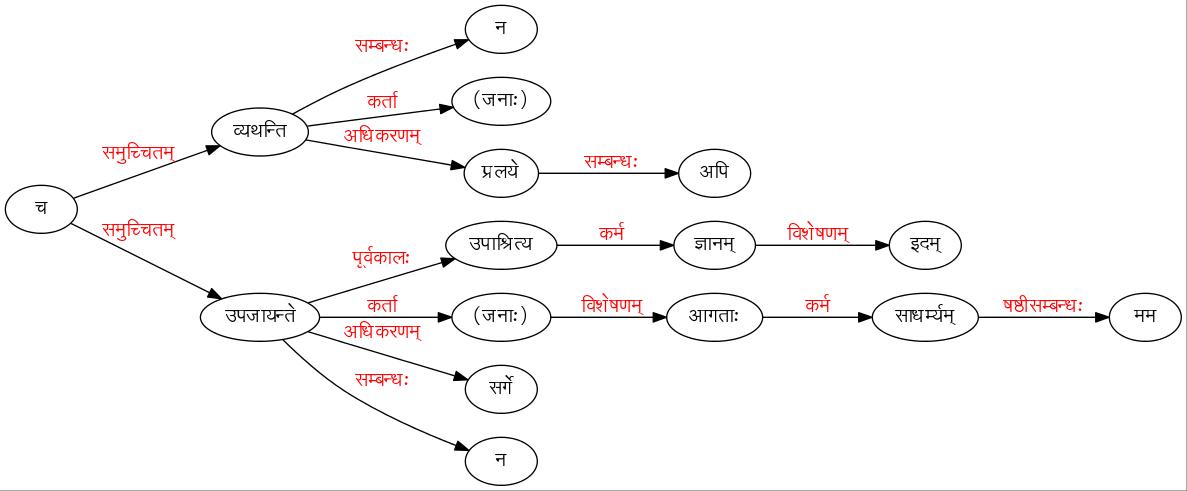 न
सम्बन्धः
कर्ता
(जनाः)
व्यथन्ति
अधिकरणम्
समुच्चितम्
प्रलये
सम्बन्धः
अपि
च
समुच्चितम्
उपाश्रित्य
कर्म
ज्ञानम्
विशेषणम्
इदम्
पूर्वकालः
उपजायन्ते
कर्ता
(जनाः)
विशेषणम्
आगताः
कर्म
साधर्म्यम्
षष्ठीसम्बन्धः
मम
अधिकरणम्
सर्गे
सम्बन्धः
न